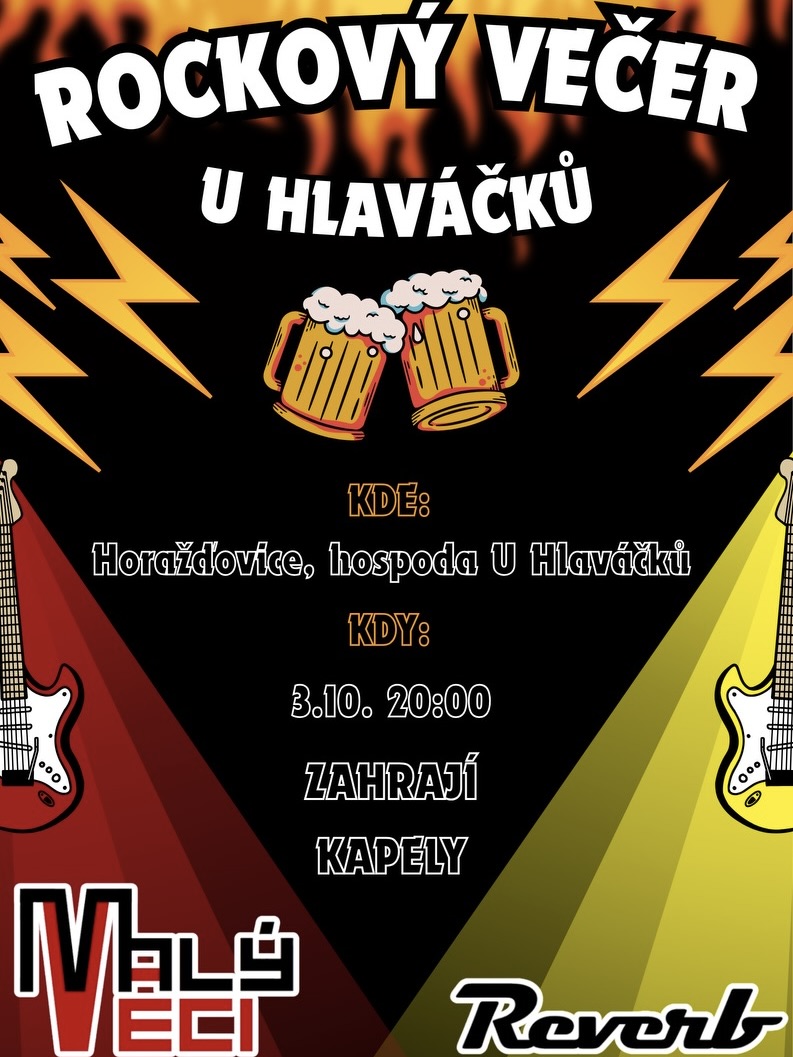 ROCKOVÝ VEČER
U HLAVÁČKŮ
KDE:
Horažďovice, hospoda U Hlaváčků
KDY:
3.10. 20:00
ZAHRAJÍ
KAPELY
MALÝ
VĚCI
Reverb